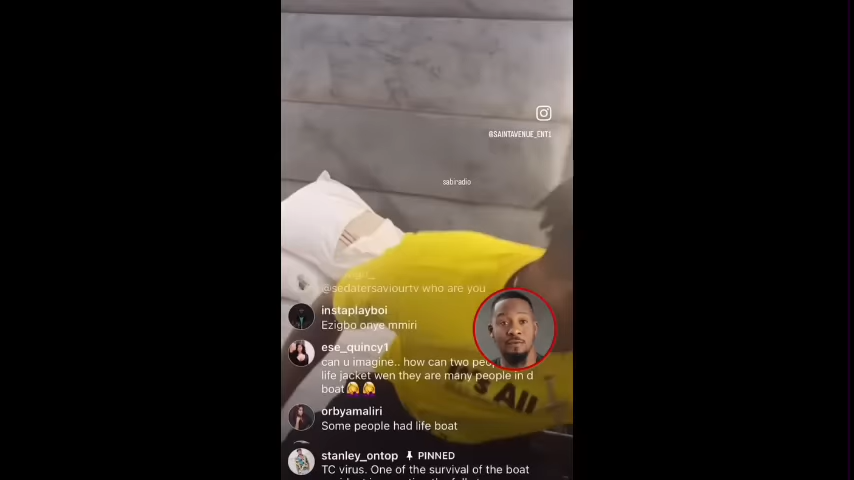 @SAINTAVENUE_ENT1
sabiradio
@sedatersaviourtv who are you
instaplayboi
Ezigbo onye mmiri
ese_quincy1
can u imagine.. how can two
life jacket wen they are many people in d
boat🤦‍♀️🤦‍♀️
It's All
orbyamaliri
Some people had life boat
stanley_ontop PINNED
TC virus. One of the survival of the boat